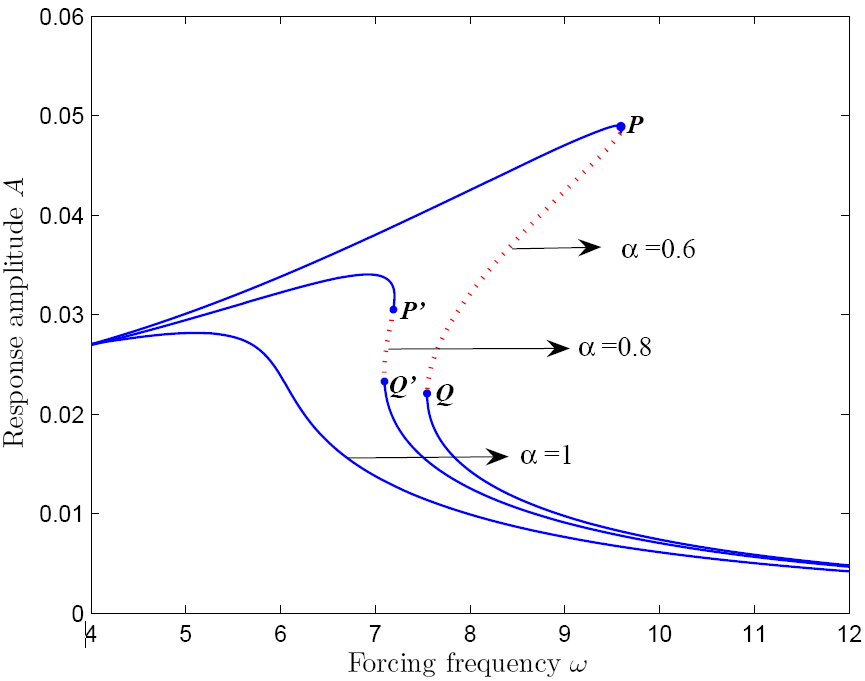 0.06
0.05
0.04
0.03
0.02
0.01
0
Response amplitude A
P
α =0.6
P’
α =0.8
Q’
Q
α =1
4 5 6 7 8 9 10 11 12
Forcing frequency ω